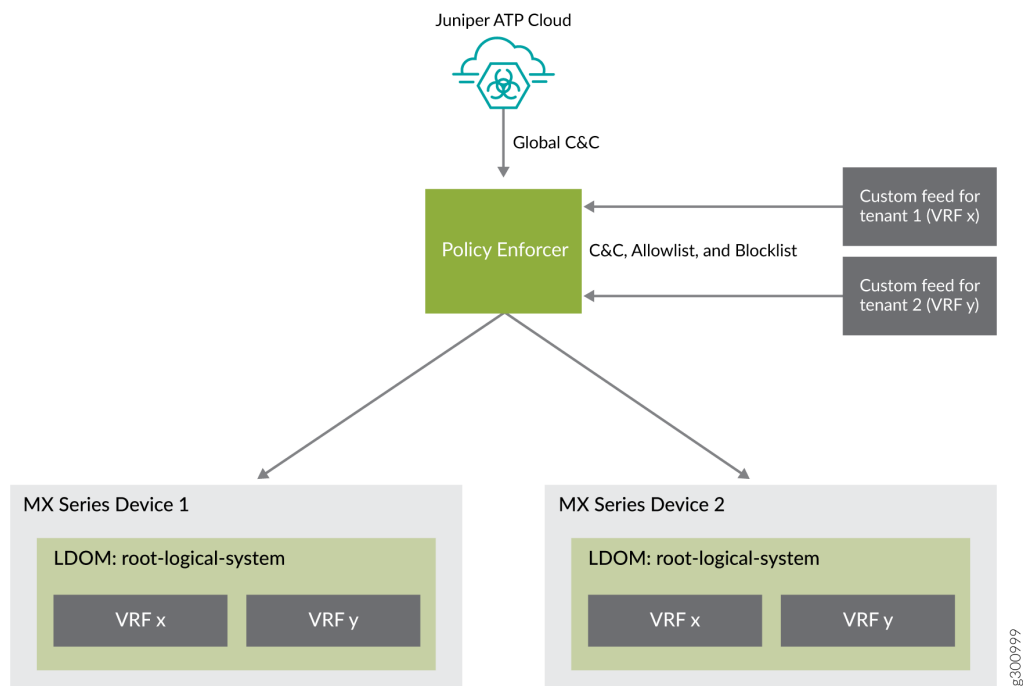 Juniper ATP Cloud
Global C&C
Custom feed for
tenant 1 (VRF x)
Policy Enforcer
C&C, Allowlist, and Blocklist
Custom feed for
tenant 2 (VRF y)
MX Series Device 1
LDOM: root-logical-system
VRF x
VRF y
MX Series Device 2
LDOM: root-logical-system
VRF x
VRF y
g300999